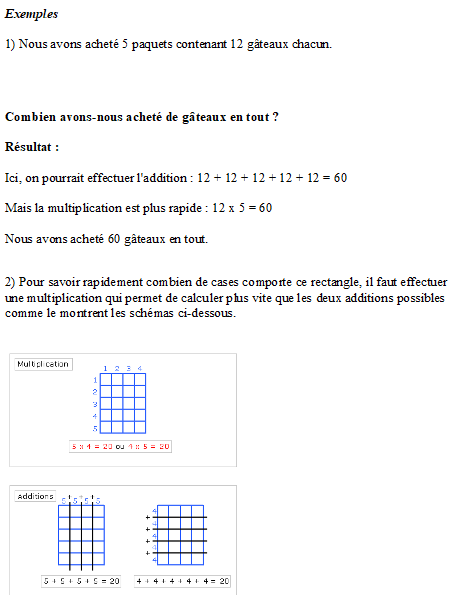 Exemples
1) Nous avons acheté 5 paquets contenant 12 gâteaux chacun.
Combien avons-nous acheté de gâteaux en tout ?
Résultat :
Ici, on pourrait effectuer l'addition : 12 + 12 + 12 + 12 + 12 = 60
Mais la multiplication est plus rapide : 12 x 5 = 60
Nous avons acheté 60 gâteaux en tout.
2) Pour savoir rapidement combien de cases comporte ce rectangle, il faut effectuer
une multiplication qui permet de calculer plus vite que les deux additions possibles
comme le montrent les schémas ci-dessous.
Multiplication
1 2 3 4
1
2
3
4
5
5 x 4 = 20 ou 4 x 5 = 20
Additions
5 + 5 + 5 + 5
4
+ 4
+ 4
+ 4
+ 4
5 + 5 + 5 + 5 = 20
4 + 4 + 4 + 4 + 4 = 20